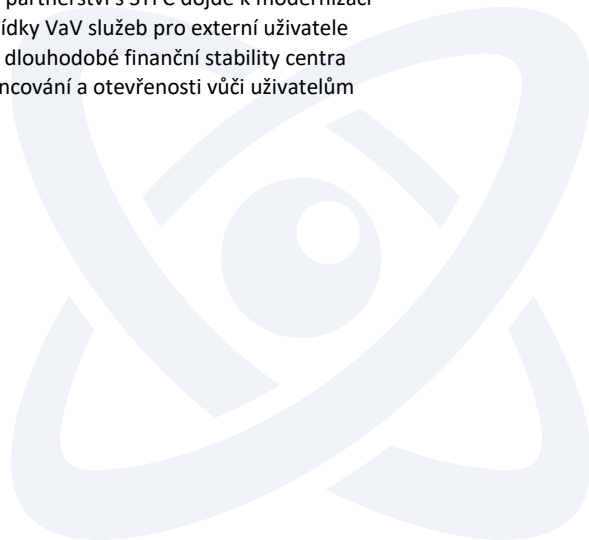 partnerství s STFC dojde k modernizaci
ídky VaV služeb pro externí uživatele
dlouhodobé finanční stability centra
ncování a otevřenosti vůči uživatelům